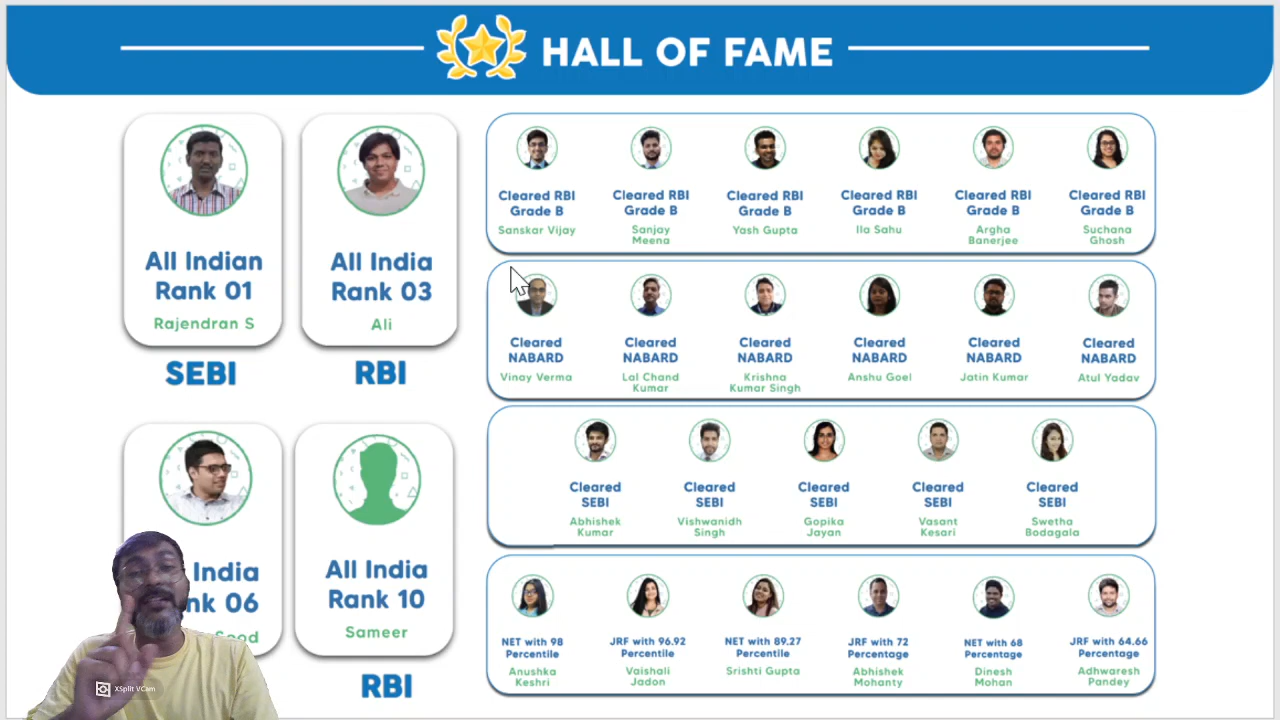 HALL OF FAME
All Indian
Rank 01
Rajendran S
SEBI
All India
Rank 03
Ali
RBI
India
nk 06
ood
All India
Rank 10
Sameer
RBI
Cleared RBI
Grade B
Sanskar Vijay
Cleared RBI
Grade B
Sanjay
Meena
Cleared RBI
Grade B
Yash Gupta
Cleared RBI
Grade B
Ila Sahu
Cleared RBI
Grade B
Argha
Banerjee
Cleared RBI
Grade B
Suchana
Ghosh
Cleared
NABARD
Vinay Verma
Cleared
NABARD
Lal Chand
Kumar
Cleared
NABARD
Krishna
Kumar Singh
Cleared
NABARD
Anshu Goel
Cleared
NABARD
Jatin Kumar
Cleared
NABARD
Atul Yadav
Cleared
SEBI
Abhishek
Kumar
Cleared
SEBI
Vishwanidh
Singh
Cleared
SEBI
Gopika
Jayan
Cleared
SEBI
Vasant
Kesari
Cleared
SEBI
Swetha
Bodagala
NET with 98
Percentile
Anushka
Keshri
JRF with 96.92
Percentile
Vaishali
Jadon
NET with 89.27
Percentile
Srishti Gupta
JRF with 72
Percentage
Abhishek
Mohanty
NET with 68
Percentage
Dinesh
Mohan
JRF with 64.66
Percentage
Adhwaresh
Pandey
XSplit VCam